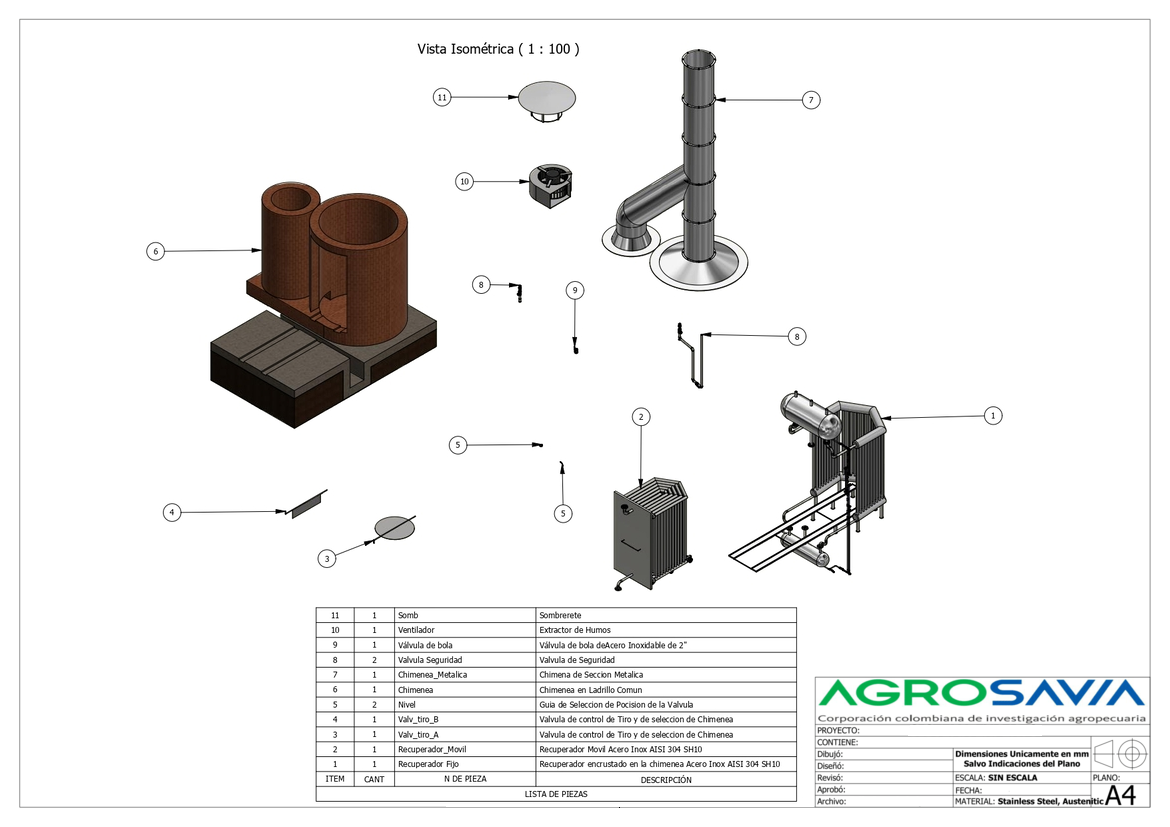 Vista Isométrica ( 1 : 100 )
11
7
10
6
8
9
8
2
1
5
4
5
3
11 1 Somb Sombrerete
10 1 Ventilador Extractor de Humos
9 1 Válvula de bola Válvula de bola deAcero Inoxidable de 2"
8 2 Valvula Seguridad Valvula de Seguridad
7 1 Chimenea_Metalica Chimena de Seccion Metalica
6 1 Chimenea Chimenea en Ladrillo Comun
5 2 Nivel Guia de Seleccion de Pocision de la Valvula
4 1 Valv_tiro_B Valvula de control de Tiro y de seleccion de Chimenea
3 1 Valv_tiro_A Valvula de control de Tiro y de seleccion de Chimenea
2 1 Recuperador_Movil Recuperador Movil Acero Inox AISI 304 SH10
1 1 Recuperador Fijo Recuperador encrustado en la chimenea Acero Inox AISI 304 SH10
ITEM CANT N DE PIEZA DESCRIPCIÓN
LISTA DE PIEZAS
AGROSAVIA
Corporación colombiana de investigación agropecuaria
PROYECTO:
CONTIENE:
Dibujó: Dimensiones Unicamente en mm
Diseñó: Salvo Indicaciones del Plano
Revisó: ESCALA: SIN ESCALA PLANO:
Aprobó: FECHA:
Archivo: MATERIAL: Stainless Steel, Austenitic A4